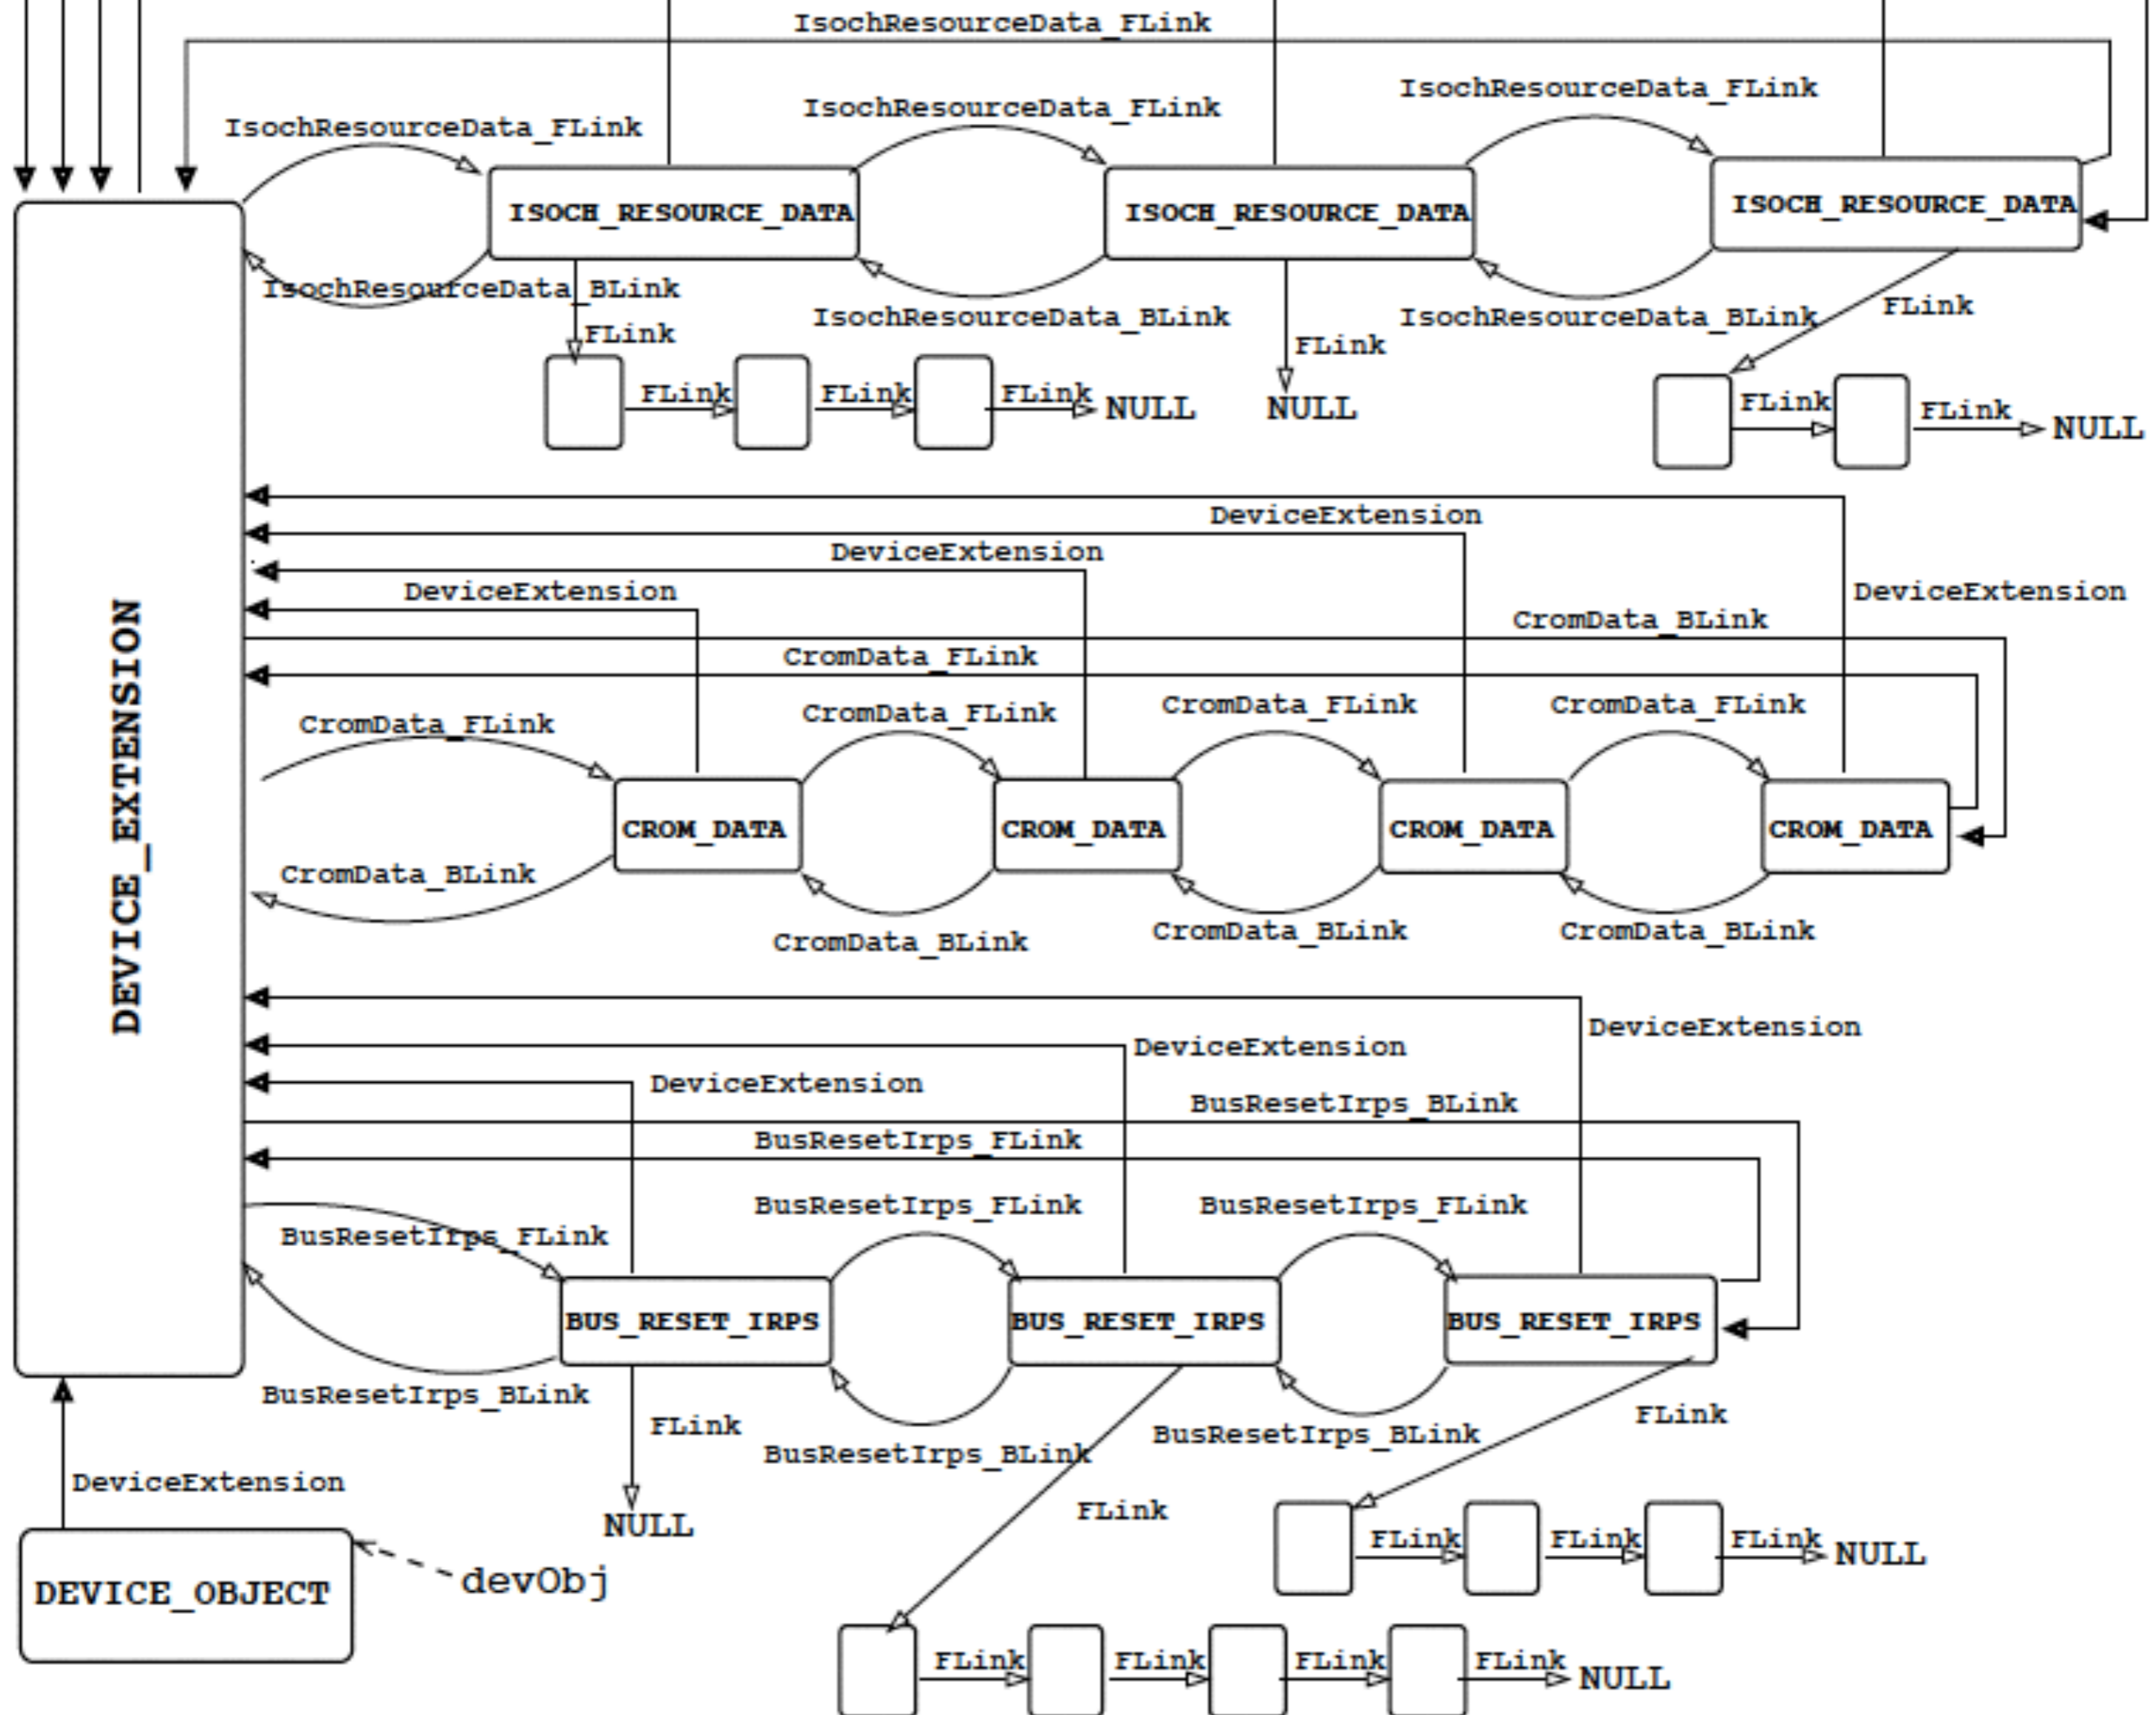 IsochResourceData_FLink
IsochResourceData_FLink
IsochResourceData_FLink
IsochResourceData_FLink
ISOCH_RESOURCE_DATA
ISOCH_RESOURCE_DATA
ISOCH_RESOURCE_DATA
IsochResourceData_BLink
IsochResourceData_BLink
IsochResourceData_BLink
FLink
FLink
FLink
FLink
FLink
FLink
NULL
NULL
FLink
FLink
NULL
DeviceExtension
DeviceExtension
DeviceExtension
DeviceExtension
CromData_BLink
CromData_FLink
CromData_FLink
CromData_FLink
CromData_FLink
CromData_FLink
DEVICE_EXTENSION
CROM_DATA
CROM_DATA
CROM_DATA
CROM_DATA
CromData_BLink
CromData_BLink
CromData_BLink
CromData_BLink
DeviceExtension
DeviceExtension
DeviceExtension
BusResetIrps_BLink
BusResetIrps_FLink
BusResetIrps_FLink
BusResetIrps_FLink
BusResetIrps_FLink
BUS_RESET_IRPS
BUS_RESET_IRPS
BUS_RESET_IRPS
BusResetIrps_BLink
BusResetIrps_BLink
BusResetIrps_BLink
FLink
FLink
FLink
DeviceExtension
NULL
FLink
FLink
FLink
NULL
DEVICE_OBJECT
devObj
FLink
FLink
FLink
FLink
NULL